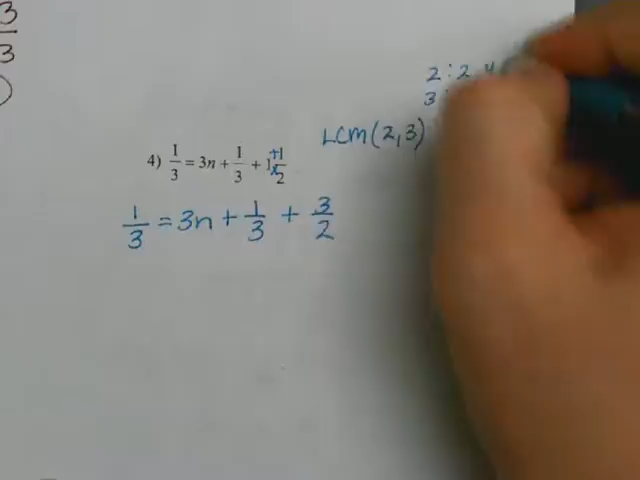 3
3
2 : 2 4
3 :
LCM(2,3)
4) 1/3 = 3n + 1/3 + 1 1/2
1/3 = 3n + 1/3 + 3/2